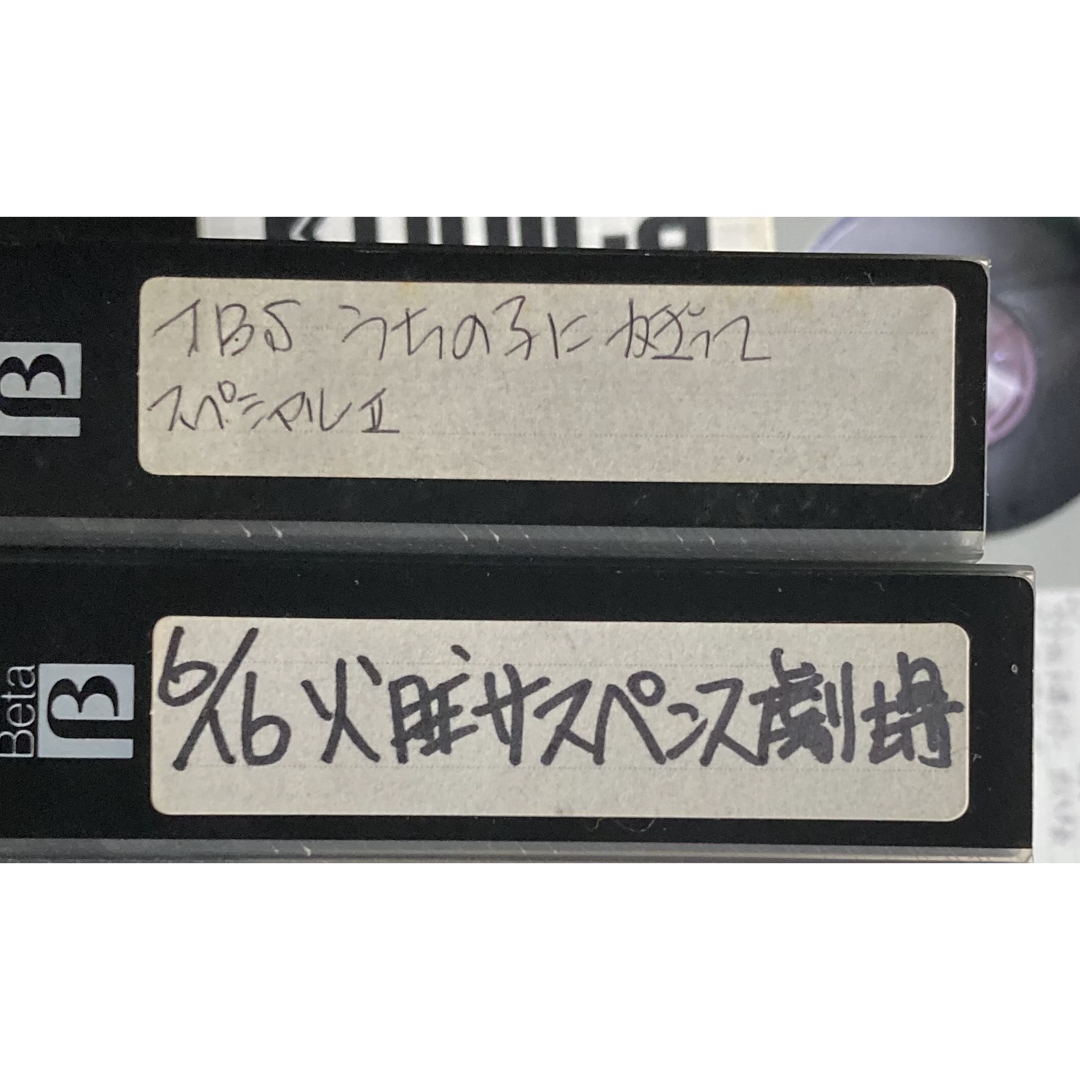 TBS うちの子にかぎって
スペシャルII
β
6/16 火曜サスペンス劇場
Beta
β